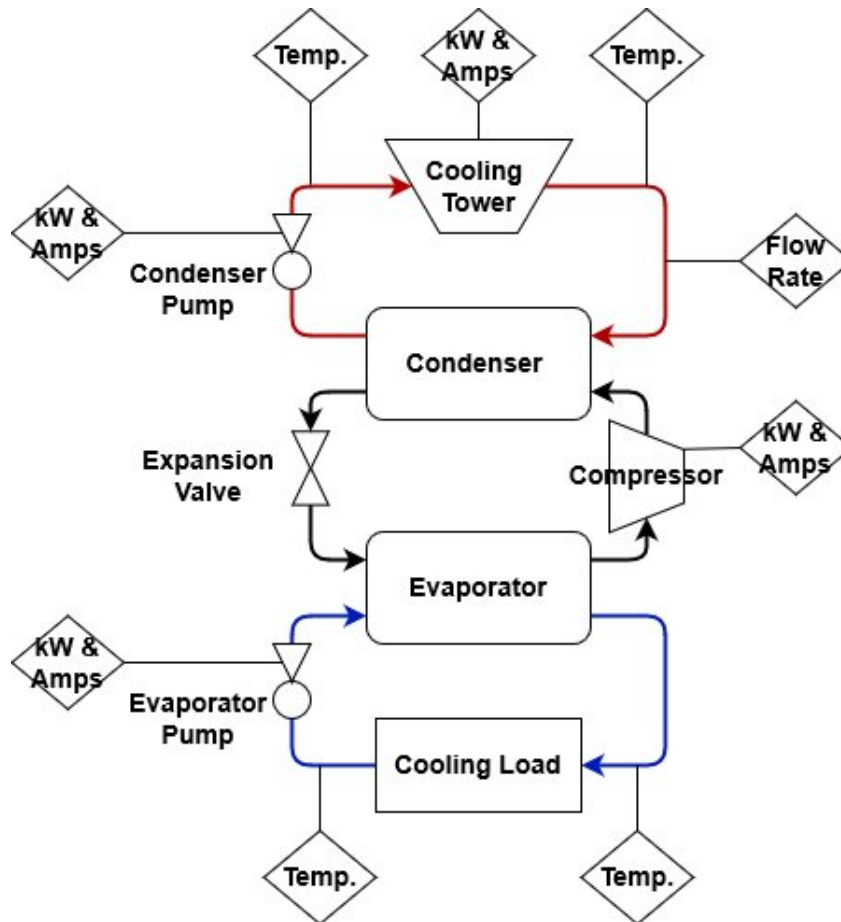 Temp.
kW &
Amps
Temp.
Cooling
Tower
kW &
Amps
Flow
Rate
Condenser
Pump
Condenser
Expansion
Valve
Compressor
kW &
Amps
Evaporator
kW &
Amps
Evaporator
Pump
Cooling Load
Temp.
Temp.